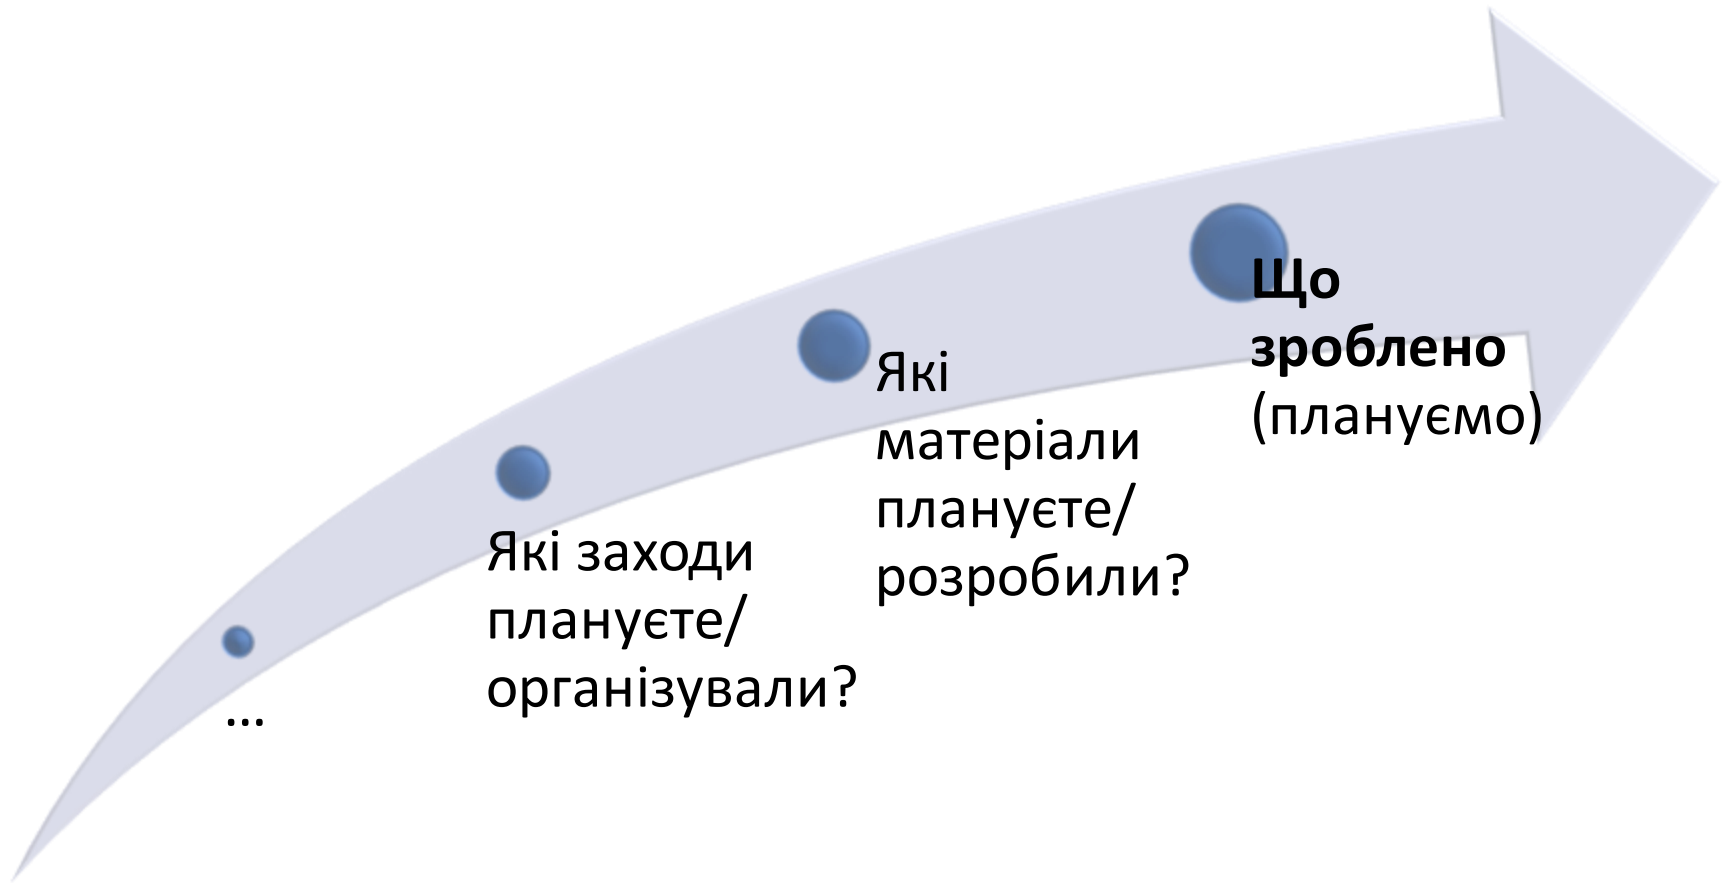 ...
Які заходи
плануєте/
організували?
Які
матеріали
плануєте/
розробили?
Що
зроблено
(плануємо)